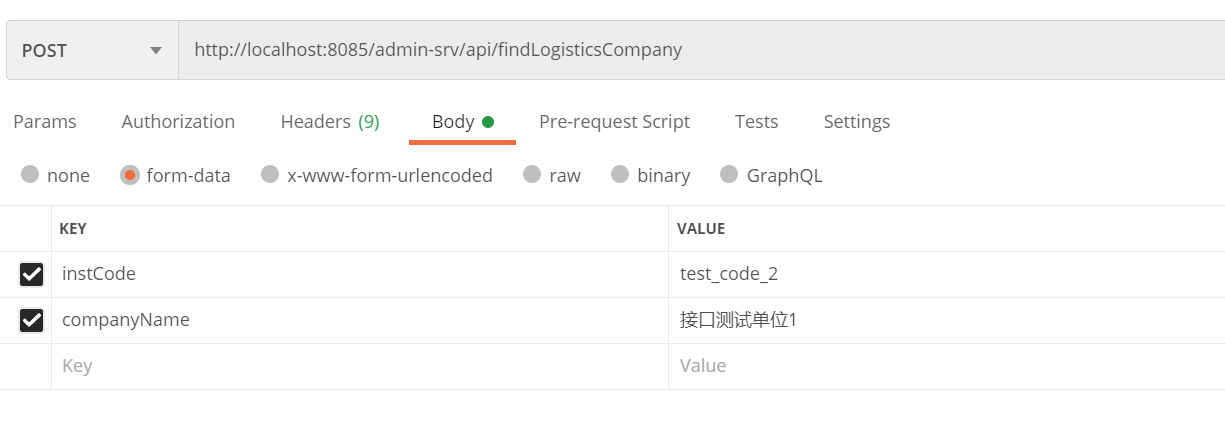 POST http://localhost:8085/admin-srv/api/findLogisticsCompany
Params Authorization Headers (9) Body Pre-request Script Tests Settings
none form-data x-www-form-urlencoded raw binary GraphQL
KEY VALUE
instCode test_code_2
companyName 接口测试单位1
Key Value